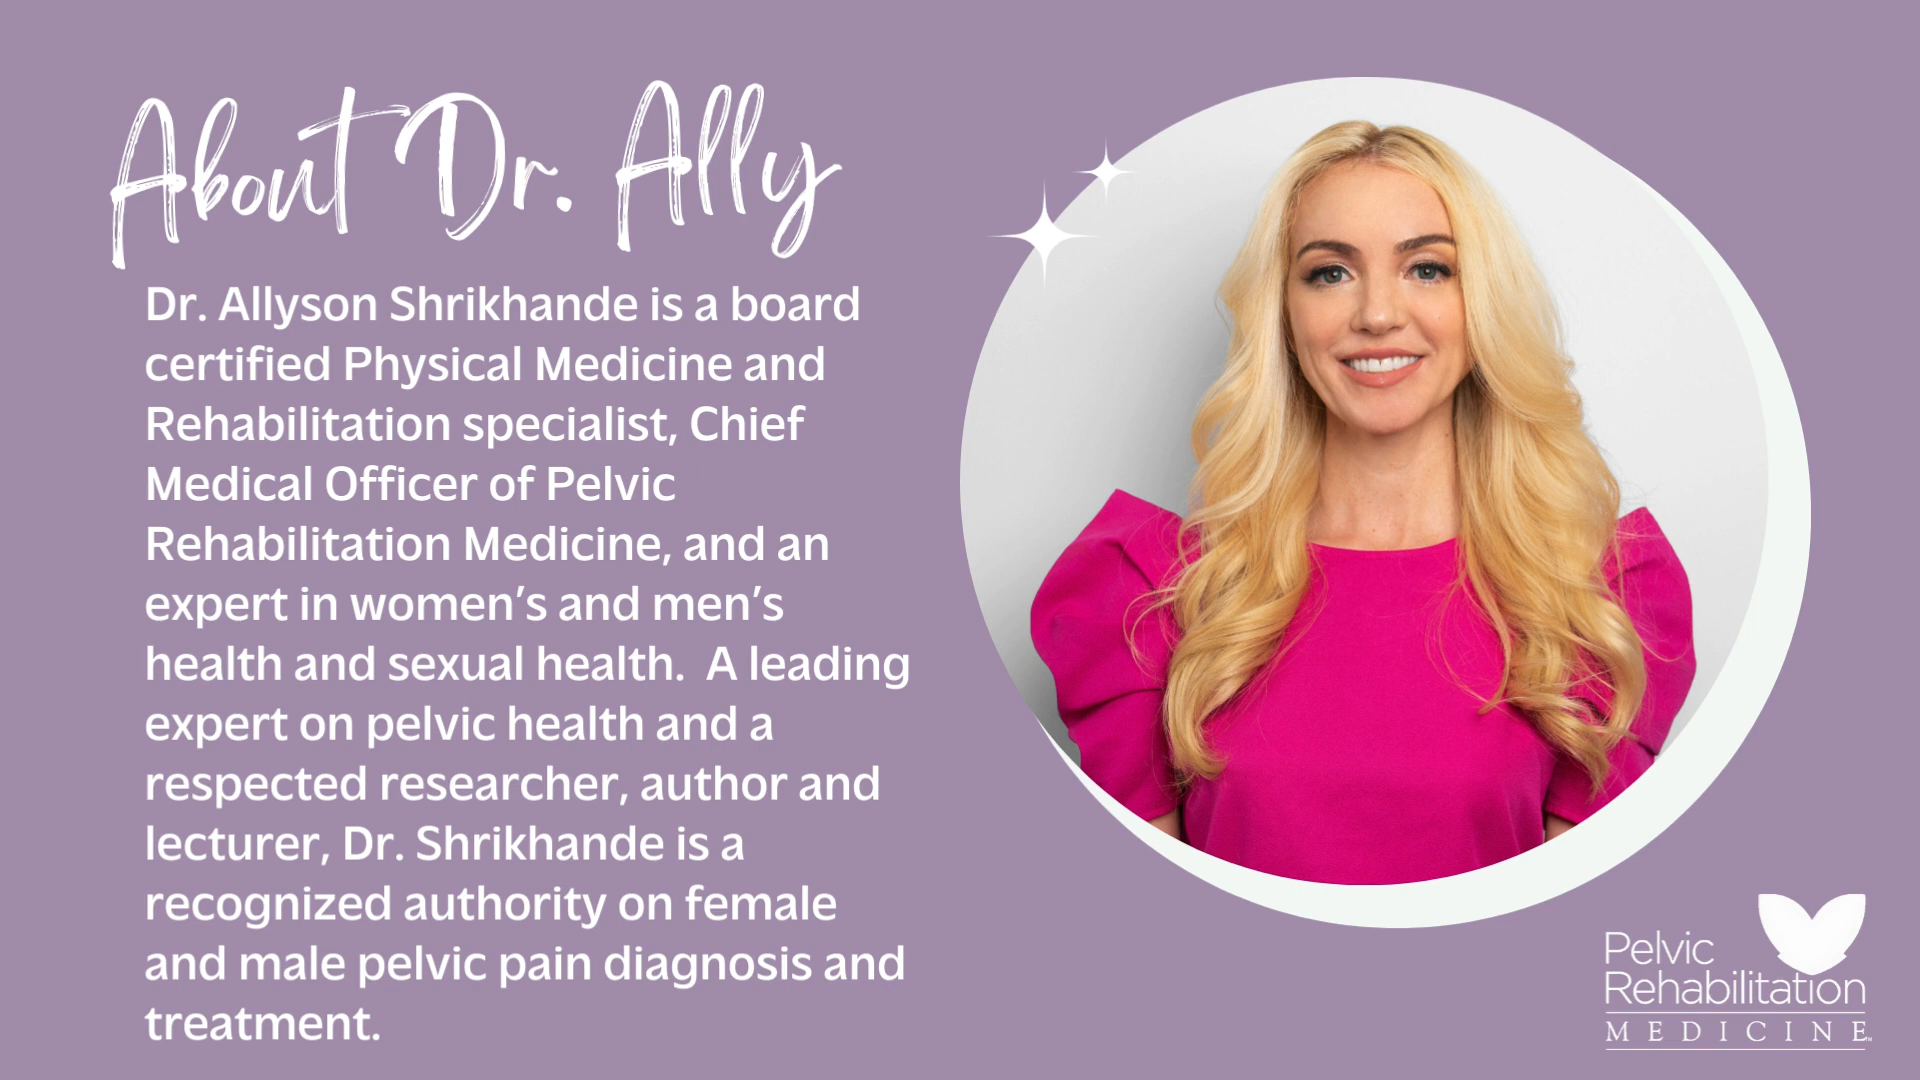 About Dr. Ally
Dr. Allyson Shrikhande is a board
certified Physical Medicine and
Rehabilitation specialist, Chief
Medical Officer of Pelvic
Rehabilitation Medicine, and an
expert in women’s and men’s
health and sexual health.  A leading
expert on pelvic health and a
respected researcher, author and
lecturer, Dr. Shrikhande is a
recognized authority on female
and male pelvic pain diagnosis and
treatment.
Pelvic
Rehabilitation
MEDICINE™